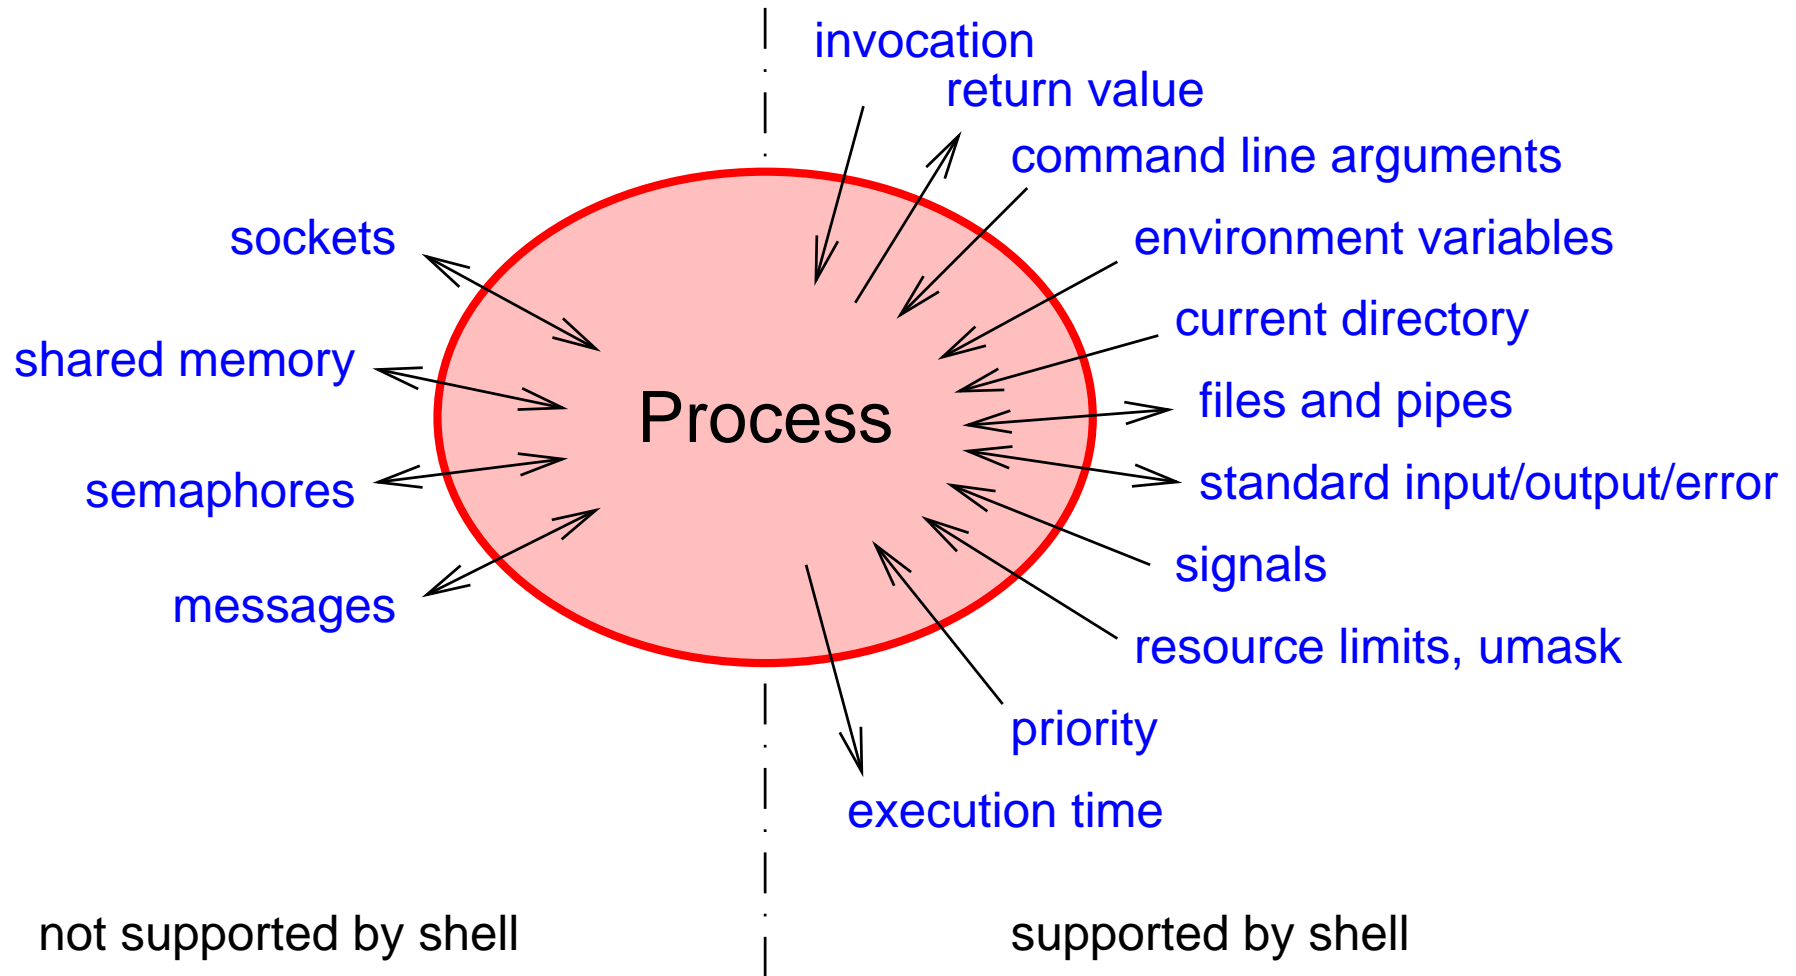 invocation
return value
command line arguments
sockets
environment variables
current directory
shared memory
files and pipes
Process
semaphores
standard input/output/error
signals
messages
resource limits, umask
priority
execution time
not supported by shell
supported by shell